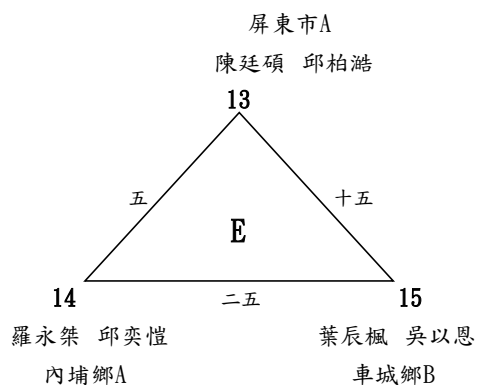 屏東市A
陳廷碩 邱柏澔
13
五 十五
E
14 二五 15
羅永桀 邱奕愷 葉辰楓 吳以恩
內埔鄉A 車城鄉B